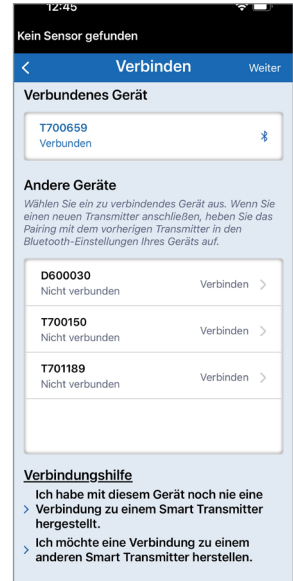 12:45
Kein Sensor gefunden
Verbinden Weiter
Verbundenes Gerät
T700659
Verbunden
Andere Geräte
Wählen Sie ein zu verbindendes Gerät aus. Wenn Sie
einen neuen Transmitter anschließen, heben Sie das
Pairing mit dem vorherigen Transmitter in den
Bluetooth-Einstellungen Ihres Geräts auf.
D600030
Nicht verbunden Verbinden
T700150
Nicht verbunden Verbinden
T701189
Nicht verbunden Verbinden
Verbindungshilfe
Ich habe mit diesem Gerät noch nie eine
Verbindung zu einem Smart Transmitter
hergestellt.
Ich möchte eine Verbindung zu einem
anderen Smart Transmitter herstellen.